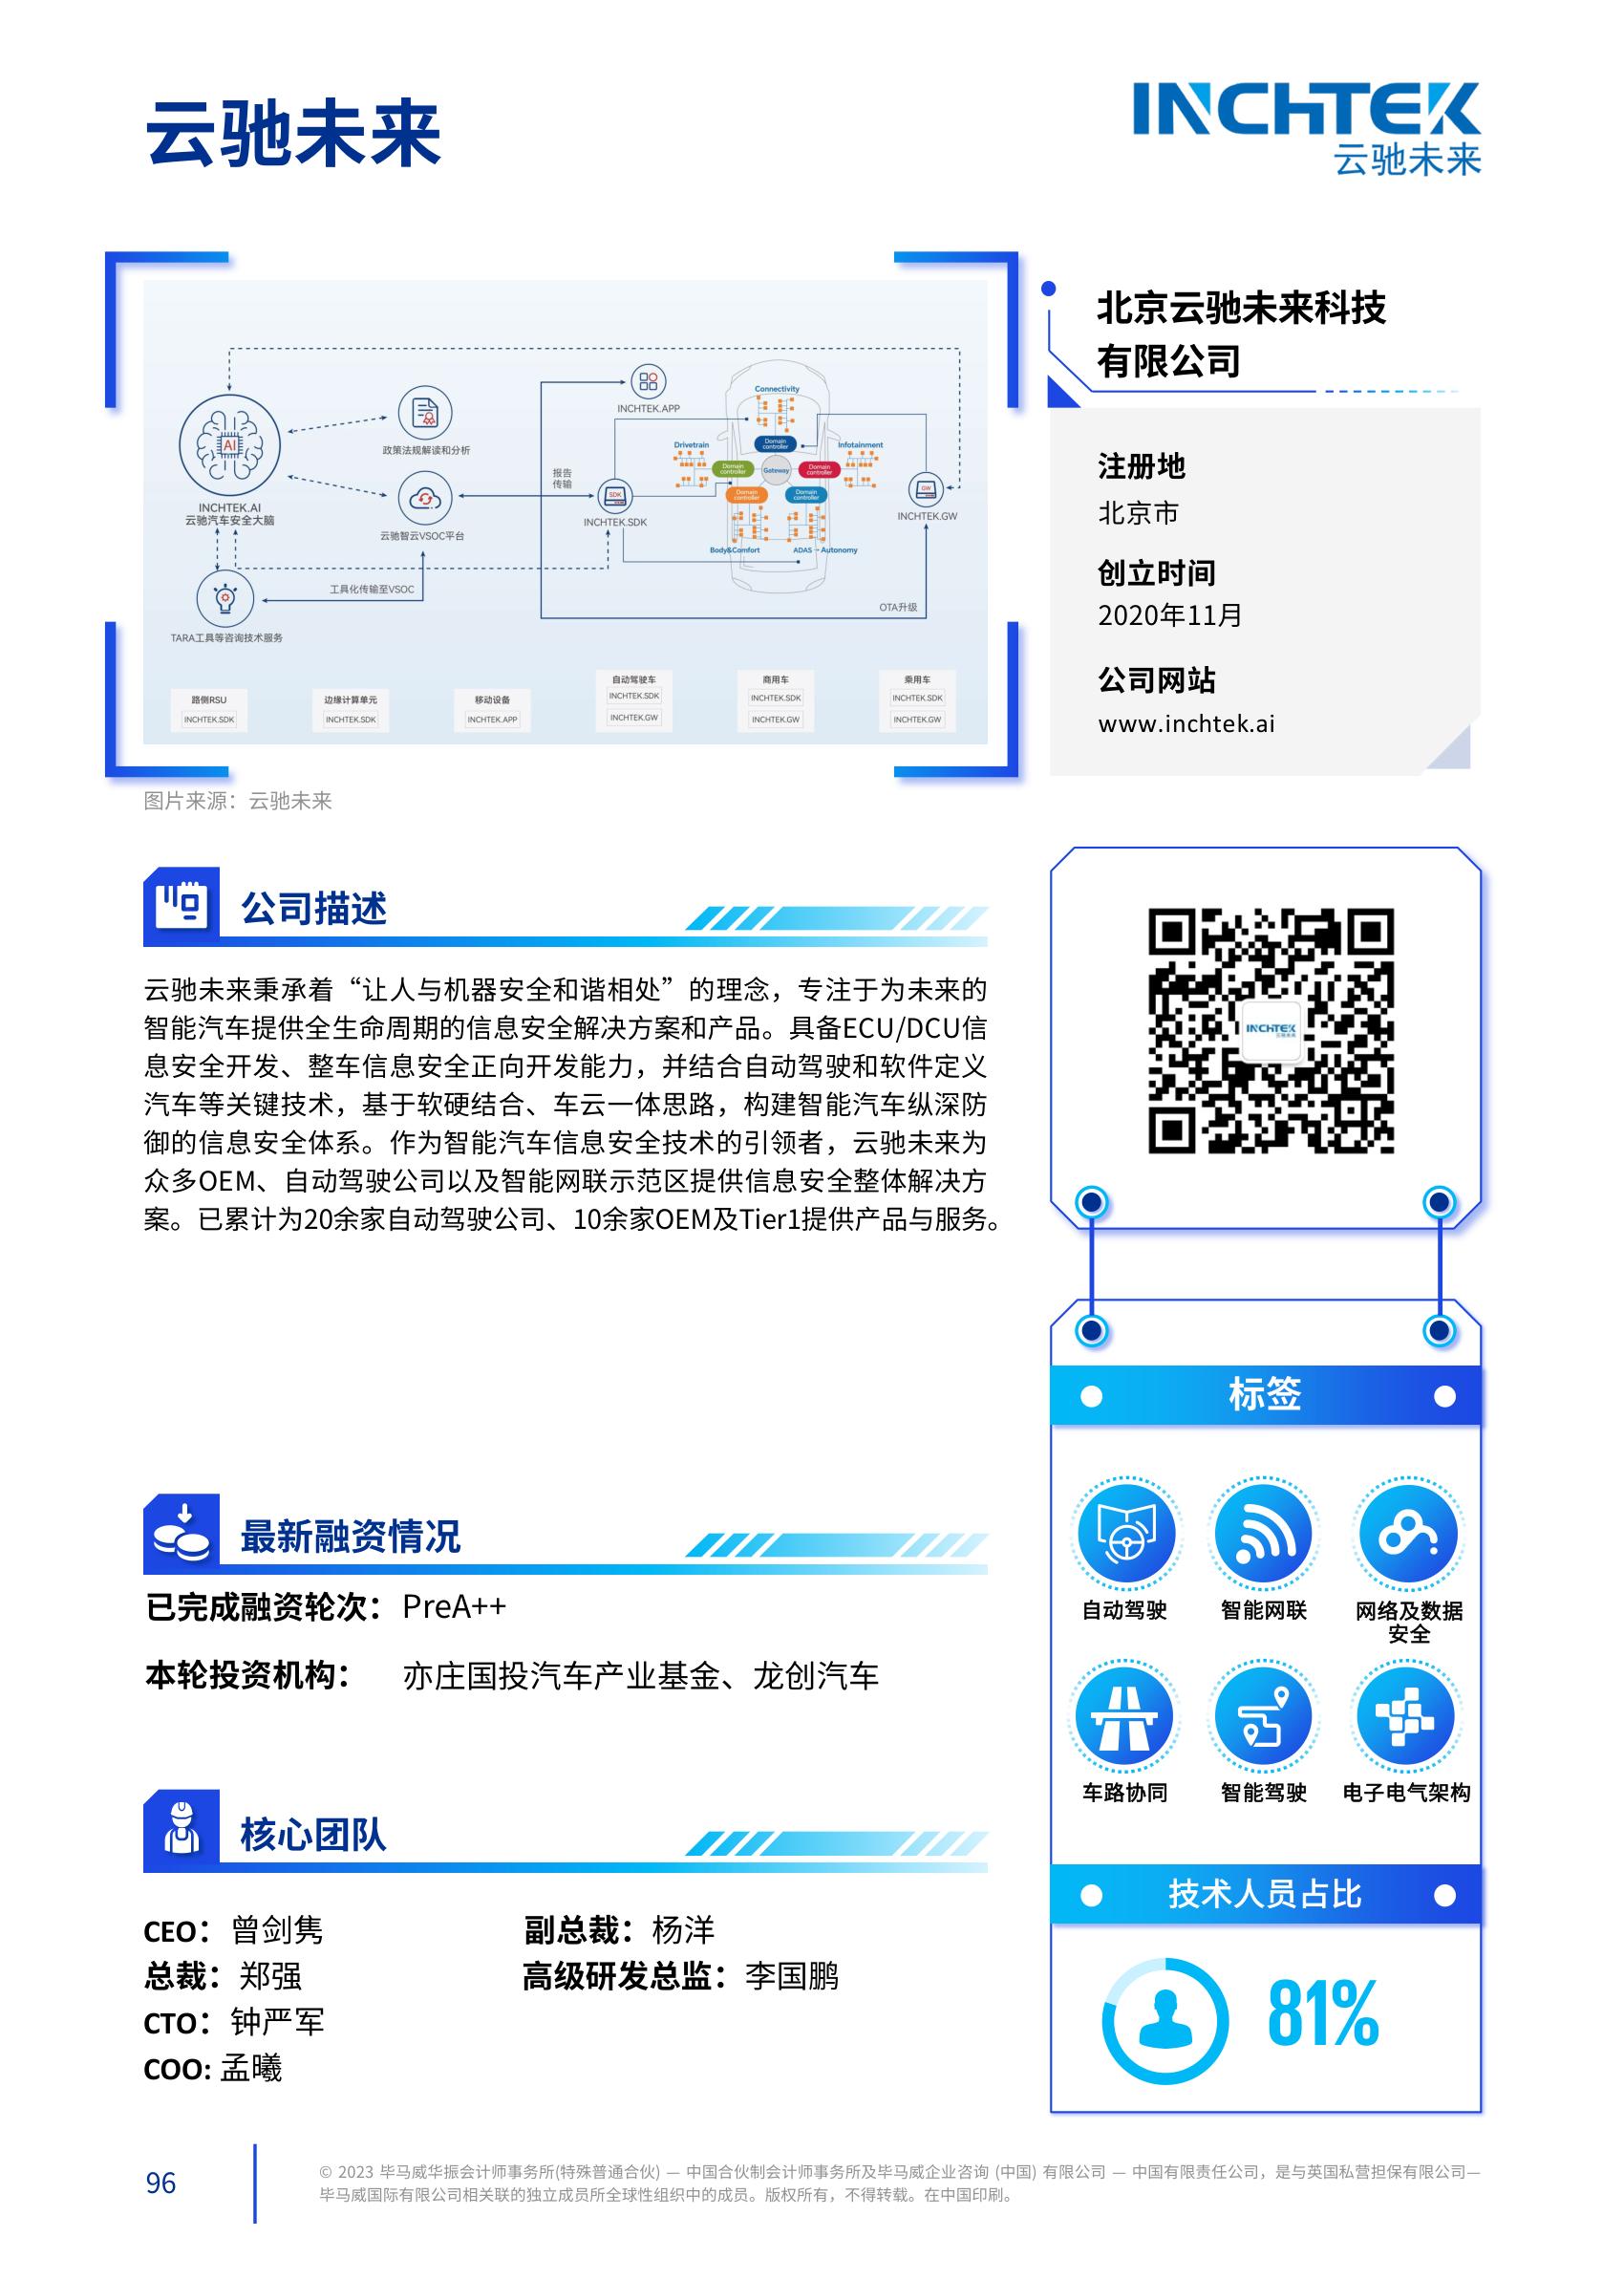 云驰未来
INCHTEK
云驰未来
INCHTEK.AI
云驰汽车安全大脑
政策法规解读和分析
云驰智云VSOC平台
TARA工具等咨询技术服务
工具化传输至VSOC
报告
传输
INCHTEK.APP
SDK
INCHTEK.SDK
Connectivity
Drivetrain
Infotainment
Domain
controller
Domain
controller
Gateway
Domain
controller
Domain
controller
Domain
controller
Body&Comfort
ADAS - Autonomy
GW
INCHTEK.GW
OTA升级
路侧RSU
INCHTEK.SDK
边缘计算单元
INCHTEK.SDK
移动设备
INCHTEK.APP
自动驾驶车
INCHTEK.SDK
INCHTEK.GW
商用车
INCHTEK.SDK
INCHTEK.GW
乘用车
INCHTEK.SDK
INCHTEK.GW
图片来源：云驰未来
北京云驰未来科技
有限公司
注册地
北京市
创立时间
2020年11月
公司网站
www.inchtek.ai
公司描述
云驰未来秉承着“让人与机器安全和谐相处”的理念，专注于为未来的
智能汽车提供全生命周期的信息安全解决方案和产品。具备ECU/DCU信
息安全开发、整车信息安全正向开发能力，并结合自动驾驶和软件定义
汽车等关键技术，基于软硬结合、车云一体思路，构建智能汽车纵深防
御的信息安全体系。作为智能汽车信息安全技术的引领者，云驰未来为
众多OEM、自动驾驶公司以及智能网联示范区提供信息安全整体解决方
案。已累计为20余家自动驾驶公司、10余家OEM及Tier1提供产品与服务。
INCHTEK
云驰未来
最新融资情况
已完成融资轮次：PreA++
本轮投资机构： 亦庄国投汽车产业基金、龙创汽车
核心团队
CEO：曾剑隽
总裁：郑强
CTO：钟严军
COO: 孟曦
副总裁：杨洋
高级研发总监：李国鹏
标签
自动驾驶
智能网联
网络及数据
安全
车路协同
智能驾驶
电子电气架构
技术人员占比
81%
96
© 2023 毕马威华振会计师事务所(特殊普通合伙) — 中国合伙制会计师事务所及毕马威企业咨询 (中国) 有限公司 — 中国有限责任公司，是与英国私营担保有限公司—
毕马威国际有限公司相关联的独立成员所全球性组织中的成员。版权所有，不得转载。在中国印刷。